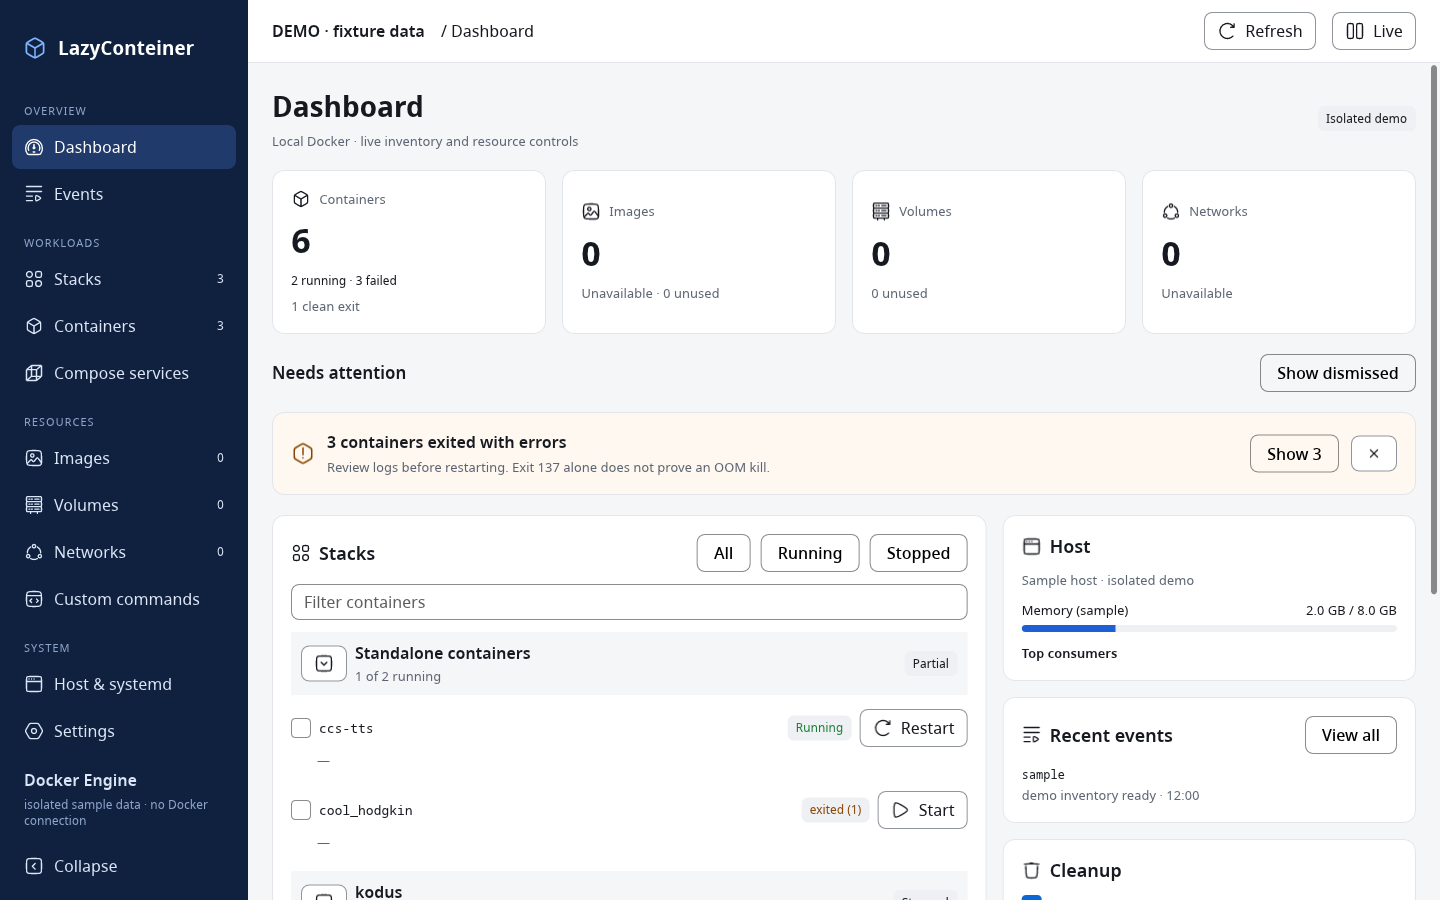 LazyConteiner
OVERVIEW
Dashboard
Events
WORKLOADS
Stacks 3
Containers 3
Compose services
RESOURCES
Images 0
Volumes 0
Networks 0
Custom commands
SYSTEM
Host & systemd
Settings
Docker Engine
isolated sample data · no Docker
connection
Collapse
DEMO · fixture data / Dashboard
Refresh
Live
Dashboard
Local Docker · live inventory and resource controls
Isolated demo
Containers
6
2 running · 3 failed
1 clean exit
Images
0
Unavailable · 0 unused
Volumes
0
0 unused
Networks
0
Unavailable
Needs attention
Show dismissed
3 containers exited with errors
Review logs before restarting. Exit 137 alone does not prove an OOM kill.
Show 3
×
Stacks
All
Running
Stopped
Filter containers
Standalone containers
1 of 2 running
Partial
ccs-tts
Running
Restart
—
cool_hodgkin
exited (1)
Start
—
kodus
Host
Sample host · isolated demo
Memory (sample) 2.0 GB / 8.0 GB
Top consumers
Recent events
View all
sample
demo inventory ready · 12:00
Cleanup